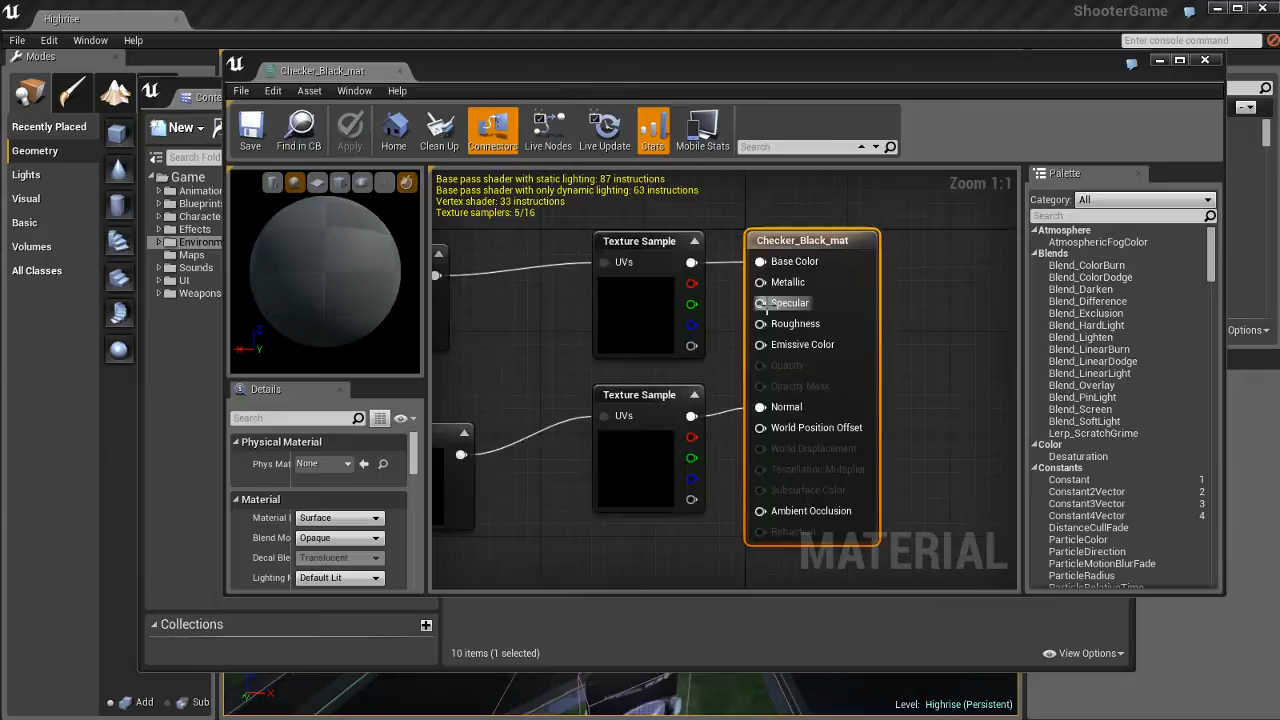 Highrise
ShooterGame
File Edit Window Help
Enter console command
Modes
Recently Placed
Geometry
Lights
Visual
Basic
Volumes
All Classes
Add
Sub
Conte
New
Search Fold
Game
Animation
Blueprints
Characte
Effects
Environm
Maps
Sounds
UI
Weapons
Collections
10 items (1 selected)
View Options
Options
Checker_Black_mat
File Edit Asset Window Help
Save
Find in CB
Apply
Home
Clean Up
Connectors
Live Nodes
Live Update
Stats
Mobile Stats
Search
Details
Search
Physical Material
Phys Mat None
Material
Material I Surface
Blend Mo Opaque
Decal Ble Translucent
Lighting M Default Lit
Base pass shader with static lighting: 87 instructions
Base pass shader with only dynamic lighting: 63 instructions
Vertex shader: 33 instructions
Texture samplers: 5/16
Zoom 1:1
Texture Sample
UVs
Texture Sample
UVs
Checker_Black_mat
Base Color
Metallic
Specular
Roughness
Emissive Color
Opacity
Opacity Mask
Normal
World Position Offset
World Displacement
Tessellation Multiplier
Subsurface Color
Ambient Occlusion
Refraction
MATERIAL
Palette
Category: All
Search
Atmosphere
AtmosphericFogColor
Blends
Blend_ColorBurn
Blend_ColorDodge
Blend_Darken
Blend_Difference
Blend_Exclusion
Blend_HardLight
Blend_Lighten
Blend_LinearBurn
Blend_LinearDodge
Blend_LinearLight
Blend_Overlay
Blend_PinLight
Blend_Screen
Blend_SoftLight
Lerp_ScratchGrime
Color
Desaturation
Constants
Constant 1
Constant2Vector 2
Constant3Vector 3
Constant4Vector 4
DistanceCullFade
ParticleColor
ParticleDirection
ParticleMotionBlurFade
ParticleRadius
ParticleRelativeTime
Z
Y
X
Level: Highrise (Persistent)